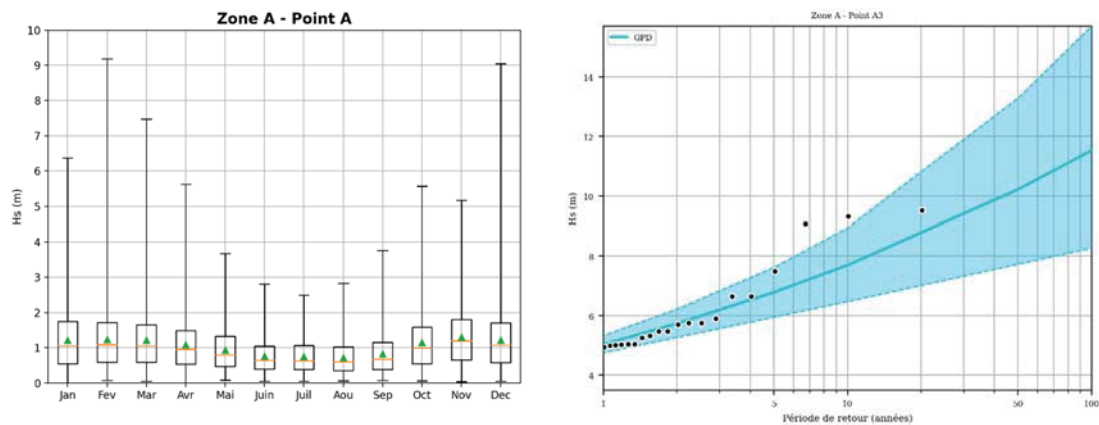 Zone A - Point A
Hs (m)
10
9
8
7
6
5
4
3
2
1
0
Jan Fev Mar Avr Mai Juin Juil Aou Sep Oct Nov Dec
Zone A - Point A3
GPD
Hs (m)
14
12
10
8
6
4
1 5 10 50 100
Période de retour (années)